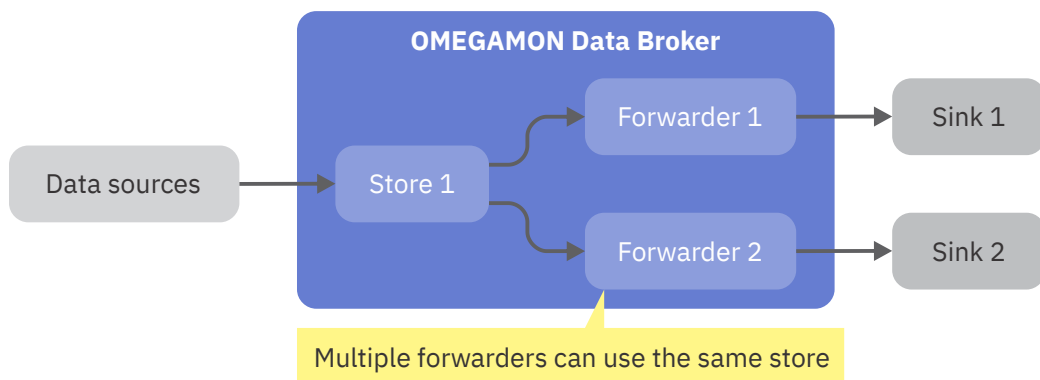 OMEGAMON Data Broker
Data sources
Store 1
Forwarder 1
Sink 1
Forwarder 2
Sink 2
Multiple forwarders can use the same store